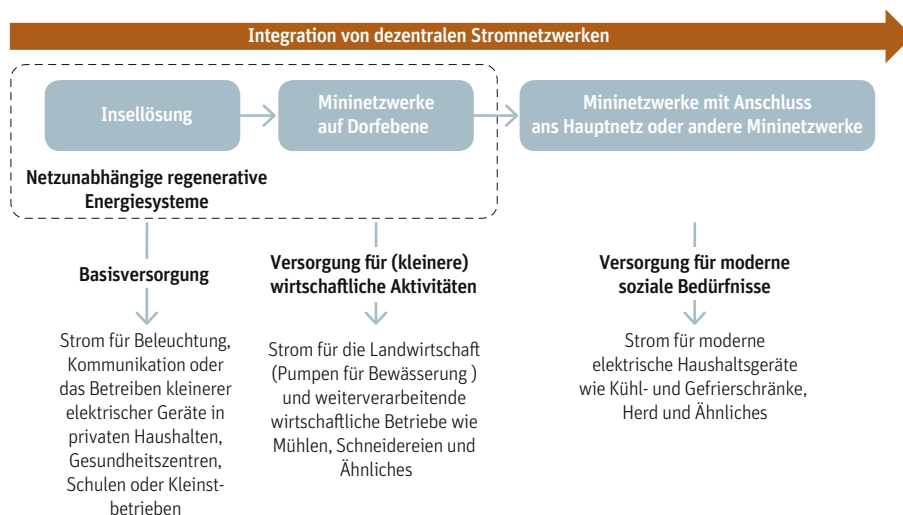 Integration von dezentralen Stromnetzwerken
Insellösung
Mininetzwerke
auf Dorfebene
Mininetzwerke mit Anschluss
ans Hauptnetz oder andere Mininetzwerke
Netzunabhängige regenerative
Energiesysteme
Basisversorgung
Strom für Beleuchtung,
Kommunikation oder
das Betreiben kleinerer
elektrischer Geräte in
privaten Haushalten,
Gesundheitszentren,
Schulen oder Kleinst-
betrieben
Versorgung für (kleinere)
wirtschaftliche Aktivitäten
Strom für die Landwirtschaft
(Pumpen für Bewässerung )
und weiterverarbeitende
wirtschaftliche Betriebe wie
Mühlen, Schneidereien und
Ähnliches
Versorgung für moderne
soziale Bedürfnisse
Strom für moderne
elektrische Haushaltsgeräte
wie Kühl- und Gefrierschränke,
Herd und Ähnliches